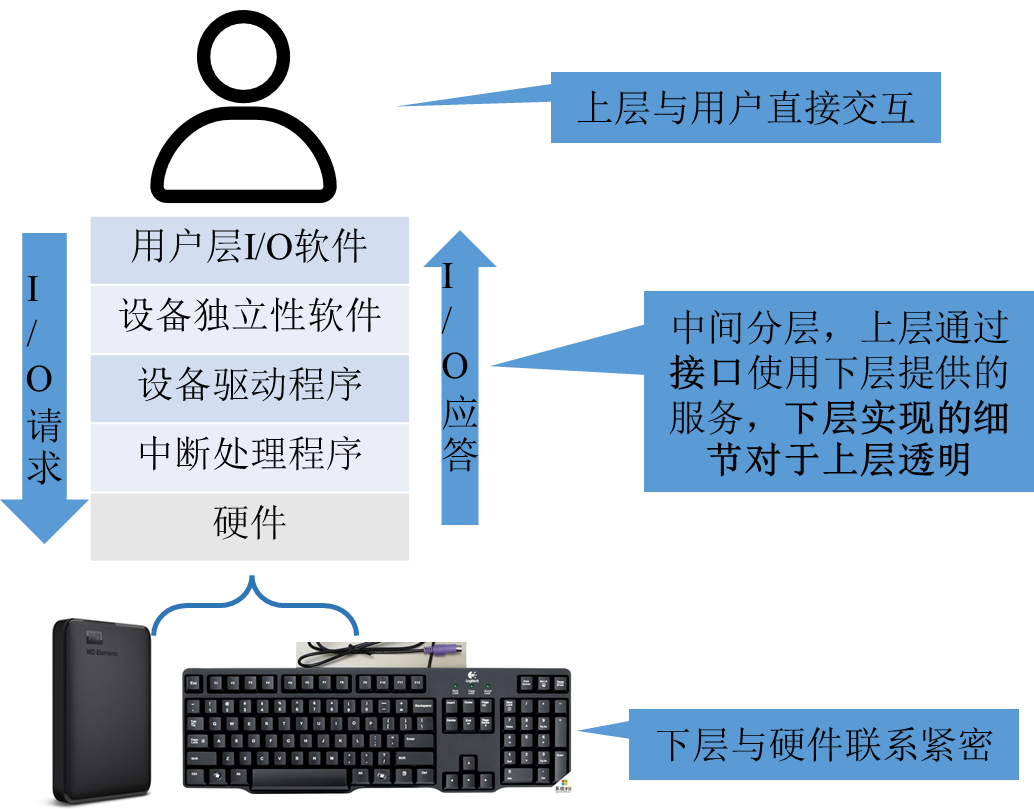 上层与用户直接交互
用户层I/O软件
设备独立性软件
设备驱动程序
中断处理程序
硬件
I/O请求
I/O应答
中间分层，上层通过
接口使用下层提供的
服务，下层实现的细
节对于上层透明
WD
WD Elements
Logitech
下层与硬件联系紧密